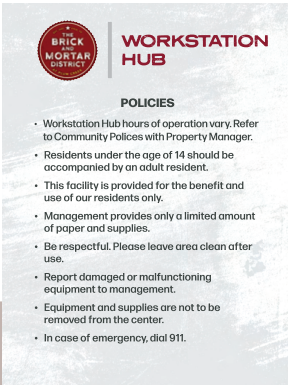 THE
BRICK
AND
MORTAR
DISTRICT
WORKSTATION
HUB
POLICIES
• Workstation Hub hours of operation vary. Refer
to Community Polices with Property Manager.
• Residents under the age of 14 should be
accompanied by an adult resident.
• This facility is provided for the benefit and
use of our residents only.
• Management provides only a limited amount
of paper and supplies.
• Be respectful. Please leave area clean after
use.
• Report damaged or malfunctioning
equipment to management.
• Equipment and supplies are not to be
removed from the center.
• In case of emergency, dial 911.